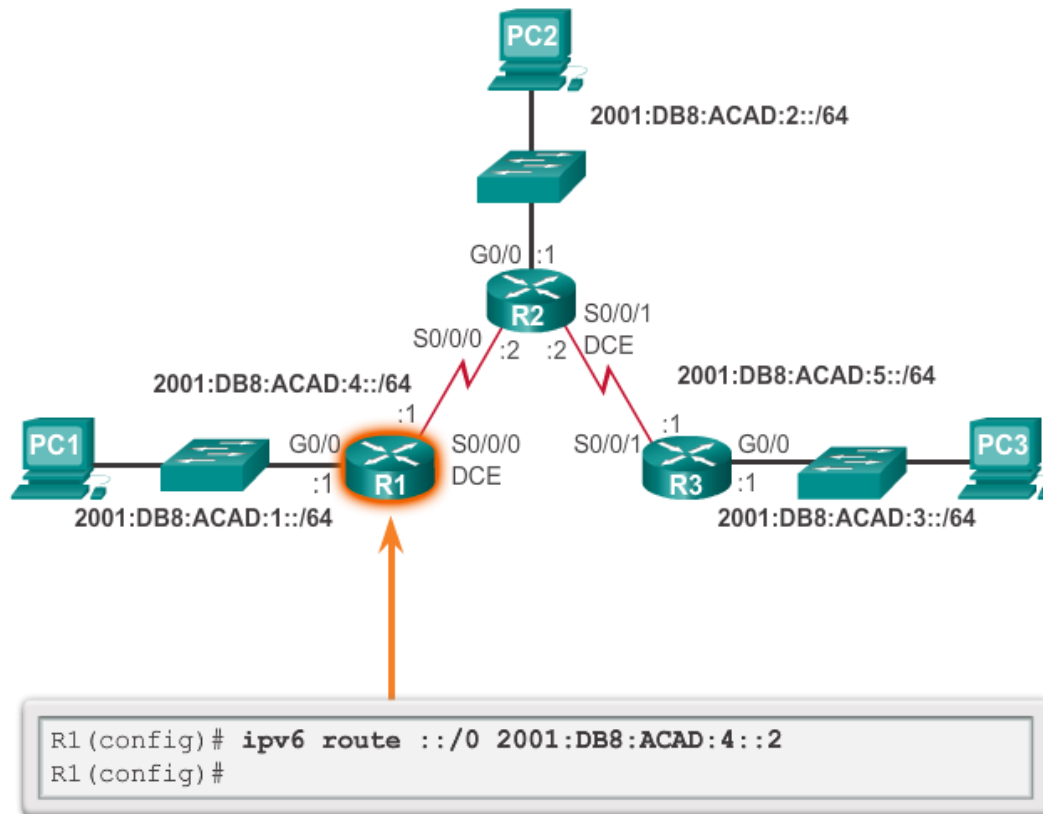 PC2
2001:DB8:ACAD:2::/64
G0/0 :1
R2
S0/0/1
DCE
S0/0/0
:2 :2
2001:DB8:ACAD:4::/64
2001:DB8:ACAD:5::/64
:1
:1
PC1
G0/0
S0/0/0
DCE
S0/0/1
G0/0
PC3
:1
R1
R3
:1
2001:DB8:ACAD:1::/64
2001:DB8:ACAD:3::/64
R1(config)# ipv6 route ::/0 2001:DB8:ACAD:4::2
R1(config)#